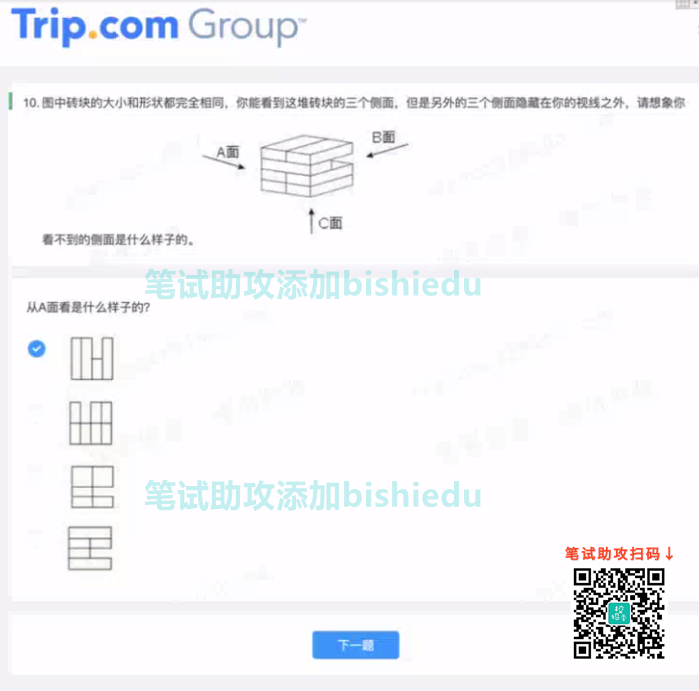 Trip.com Group™
10. 图中砖块的大小和形状都完全相同，你能看到这堆砖块的三个侧面，但是另外的三个侧面隐藏在你的视线之外，请想象你
A面
B面
C面
看不到的侧面是什么样子的。
笔试助攻添加bishiedu
从A面看是什么样子的?
笔试助攻添加bishiedu
笔试助攻扫码↓
下一题